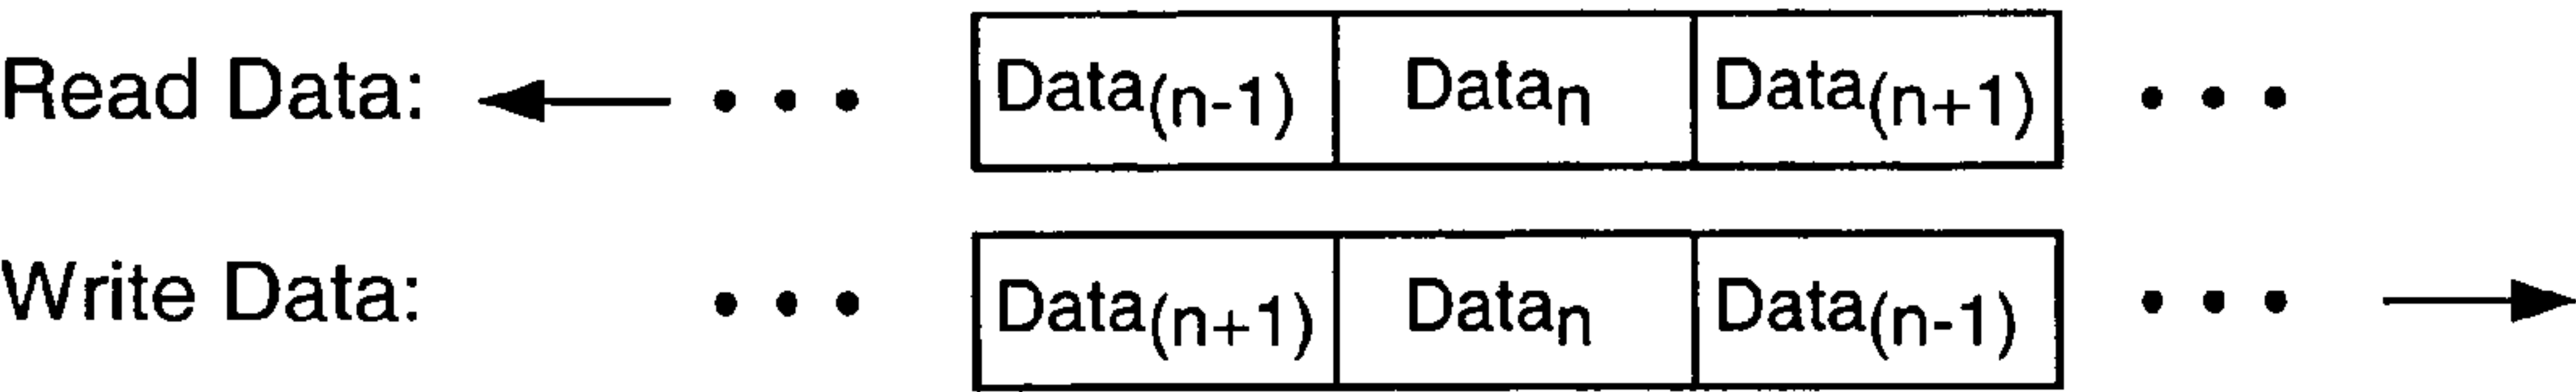 Read Data: ← • • • Data(n-1) Datan Data(n+1) • • •
Write Data: • • • Data(n+1) Datan Data(n-1) • • • →